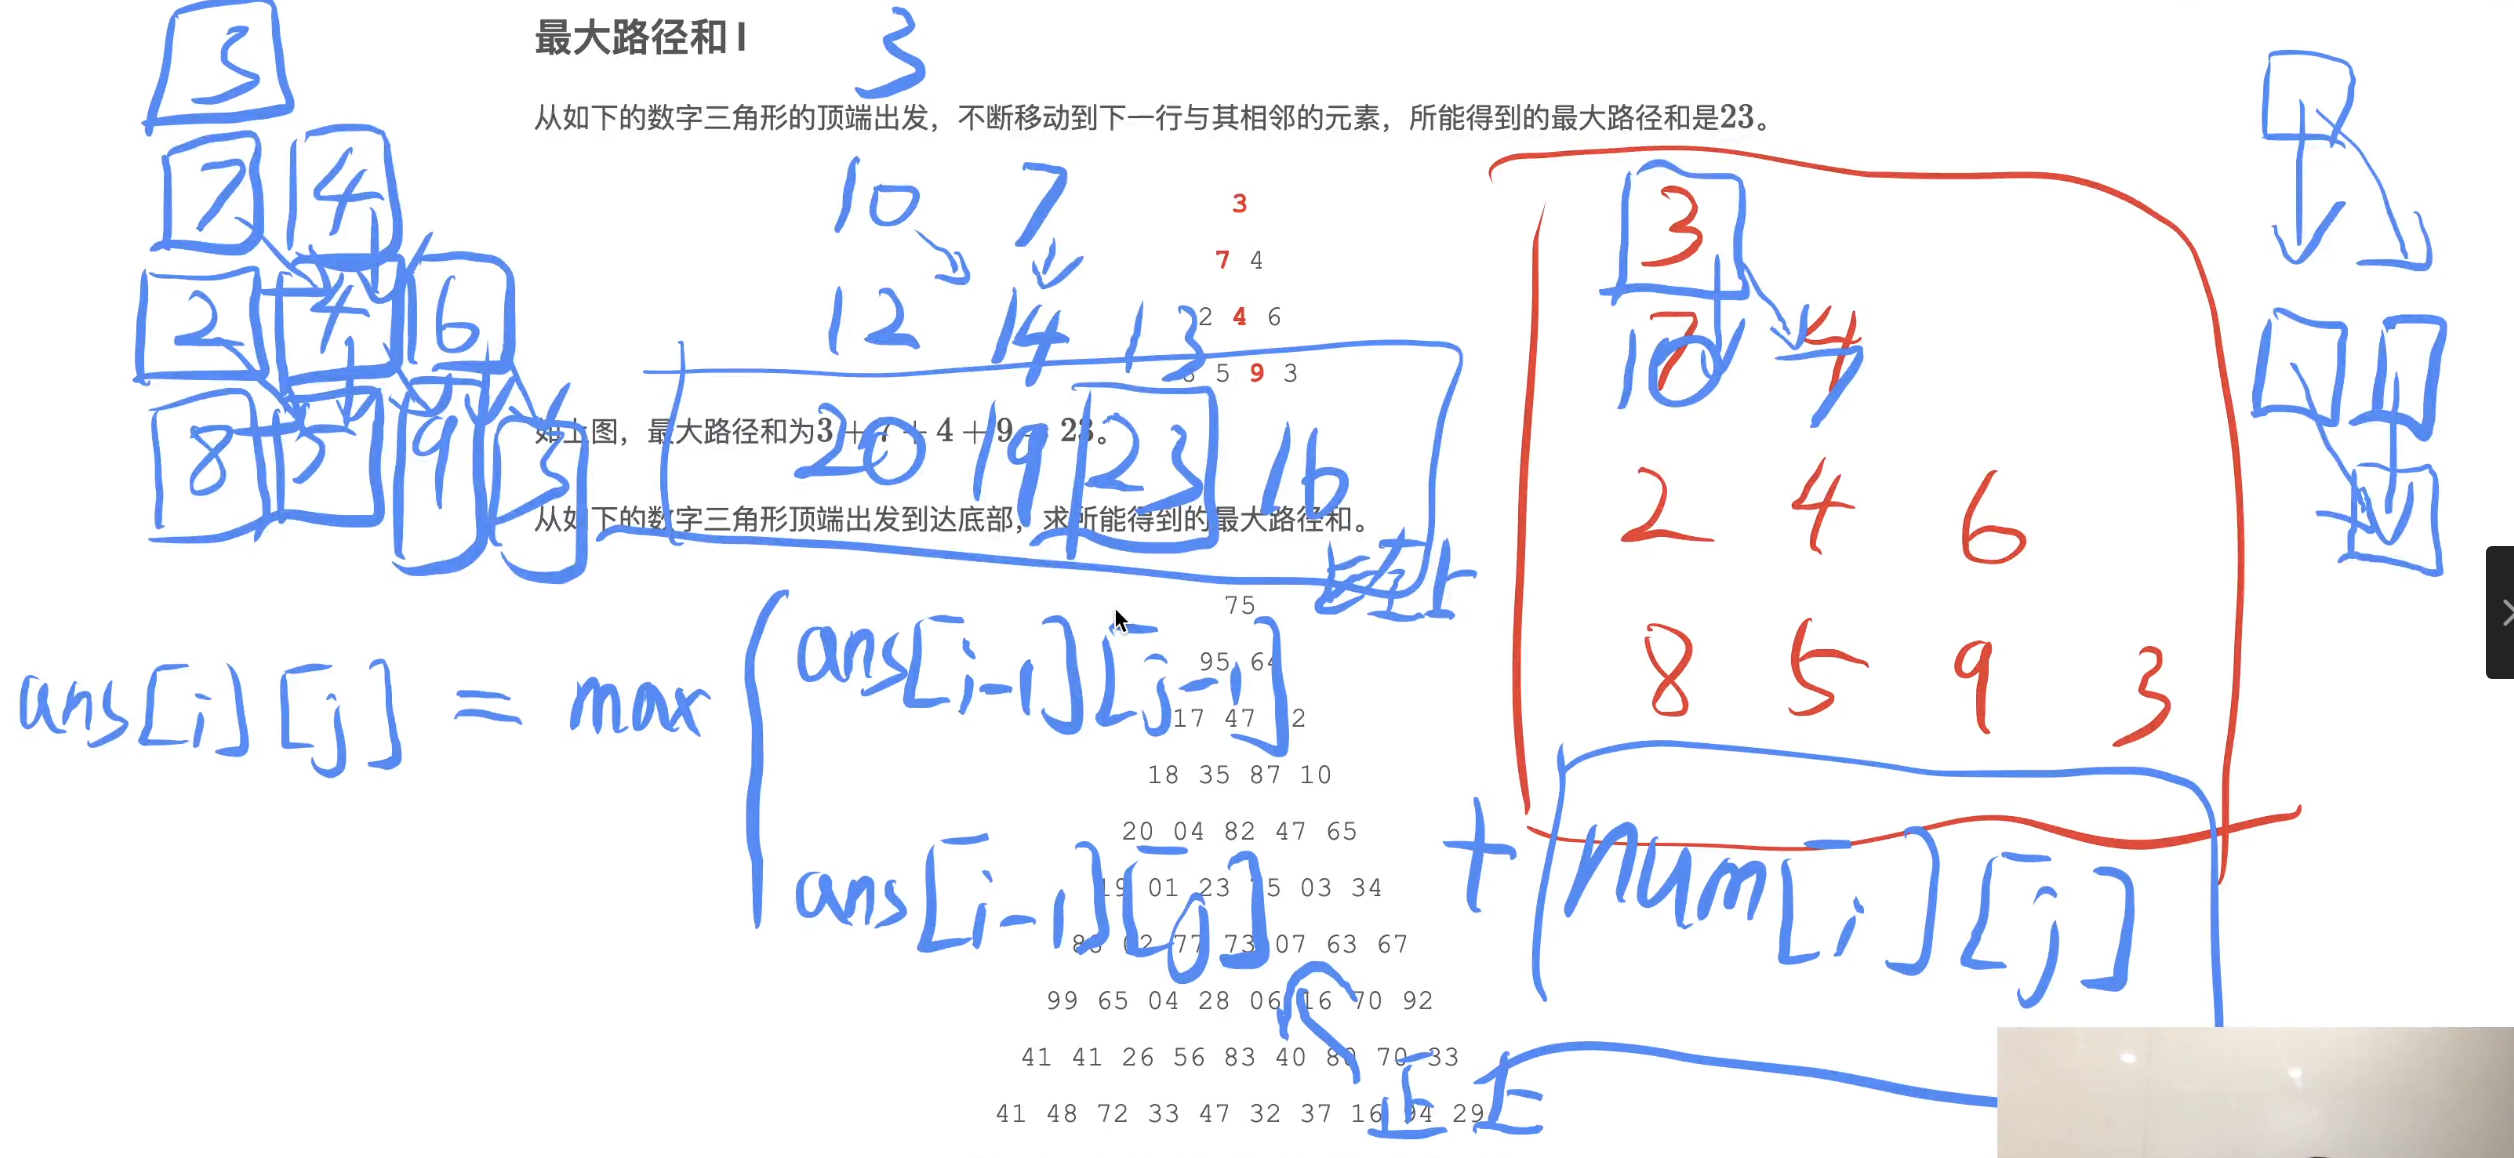 最大路径和 I
3
从如下的数字三角形的顶端出发，不断移动到下一行与其相邻的元素，所能得到的最大路径和是23。
3
7 4
2 4 6
5 9 3
如上图，最大路径和为3 + 7 + 4 + 9 = 23。
从如下的数字三角形顶端出发到达底部，求所能得到的最大路径和。
75
95 64
17 47 82
18 35 87 10
20 04 82 47 65
19 01 23 75 03 34
88 02 77 73 07 63 67
99 65 04 28 06 16 70 92
41 41 26 56 83 40 80 70 33
41 48 72 33 47 32 37 16 94 29
3
7 4
2 4 6
8 5 9 3
10 7
12 14 13
20 19 23 16
3
10 7
2 4 6
8 5 9 3
ans[i][j] = max
ans[i-1][j-1]
ans[i-1][j]
+ num[i][j]
正上